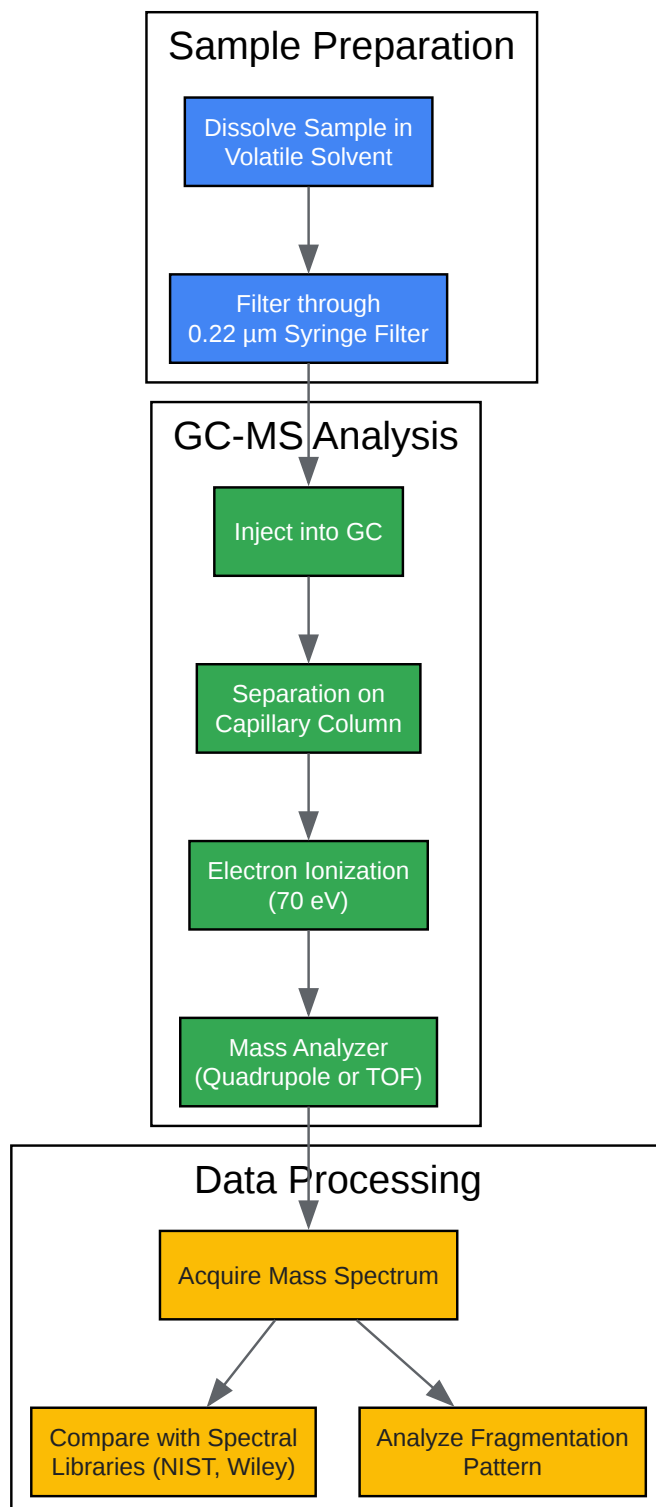 Sample Preparation
Dissolve Sample in
Volatile Solvent
Filter through
0.22 µm Syringe Filter
GC-MS Analysis
Inject into GC
Separation on
Capillary Column
Electron Ionization
(70 eV)
Mass Analyzer
(Quadrupole or TOF)
Data Processing
Acquire Mass Spectrum
Compare with Spectral
Libraries (NIST, Wiley)
Analyze Fragmentation
Pattern